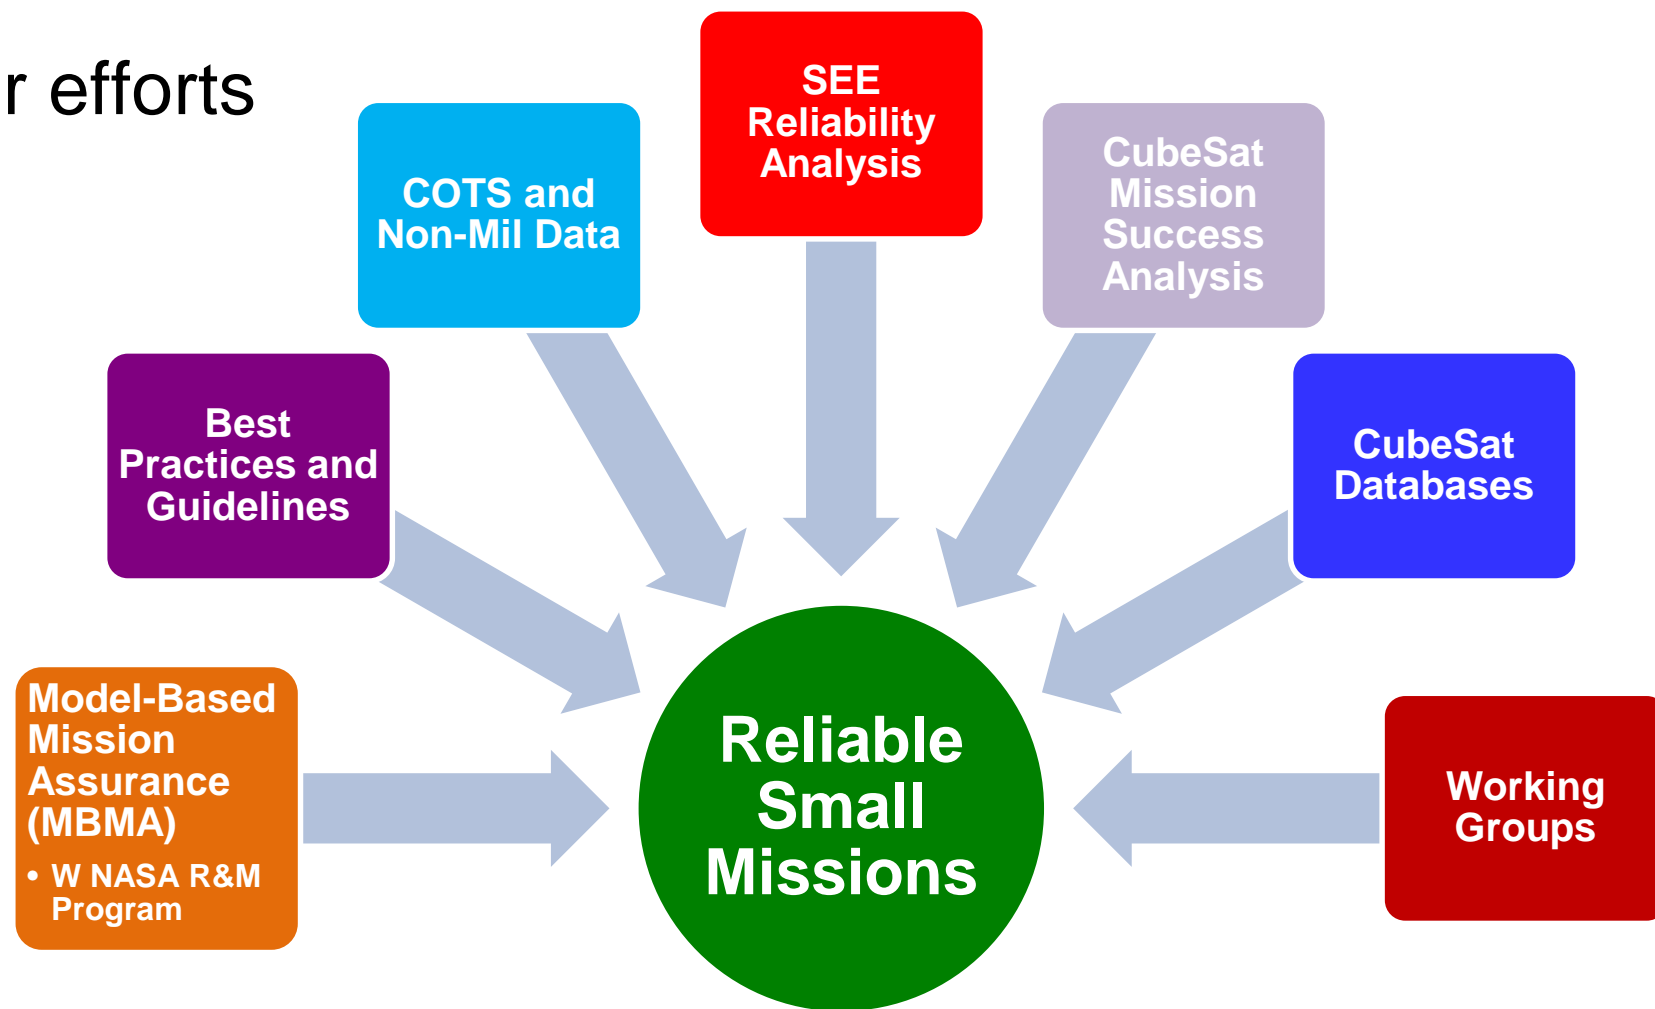 r efforts
SEE
Reliability
Analysis
COTS and
Non-Mil Data
CubeSat
Mission
Success
Analysis
Best
Practices and
Guidelines
CubeSat
Databases
Model-Based
Mission
Assurance
(MBMA)
• W NASA R&M
Program
Reliable
Small
Missions
Working
Groups